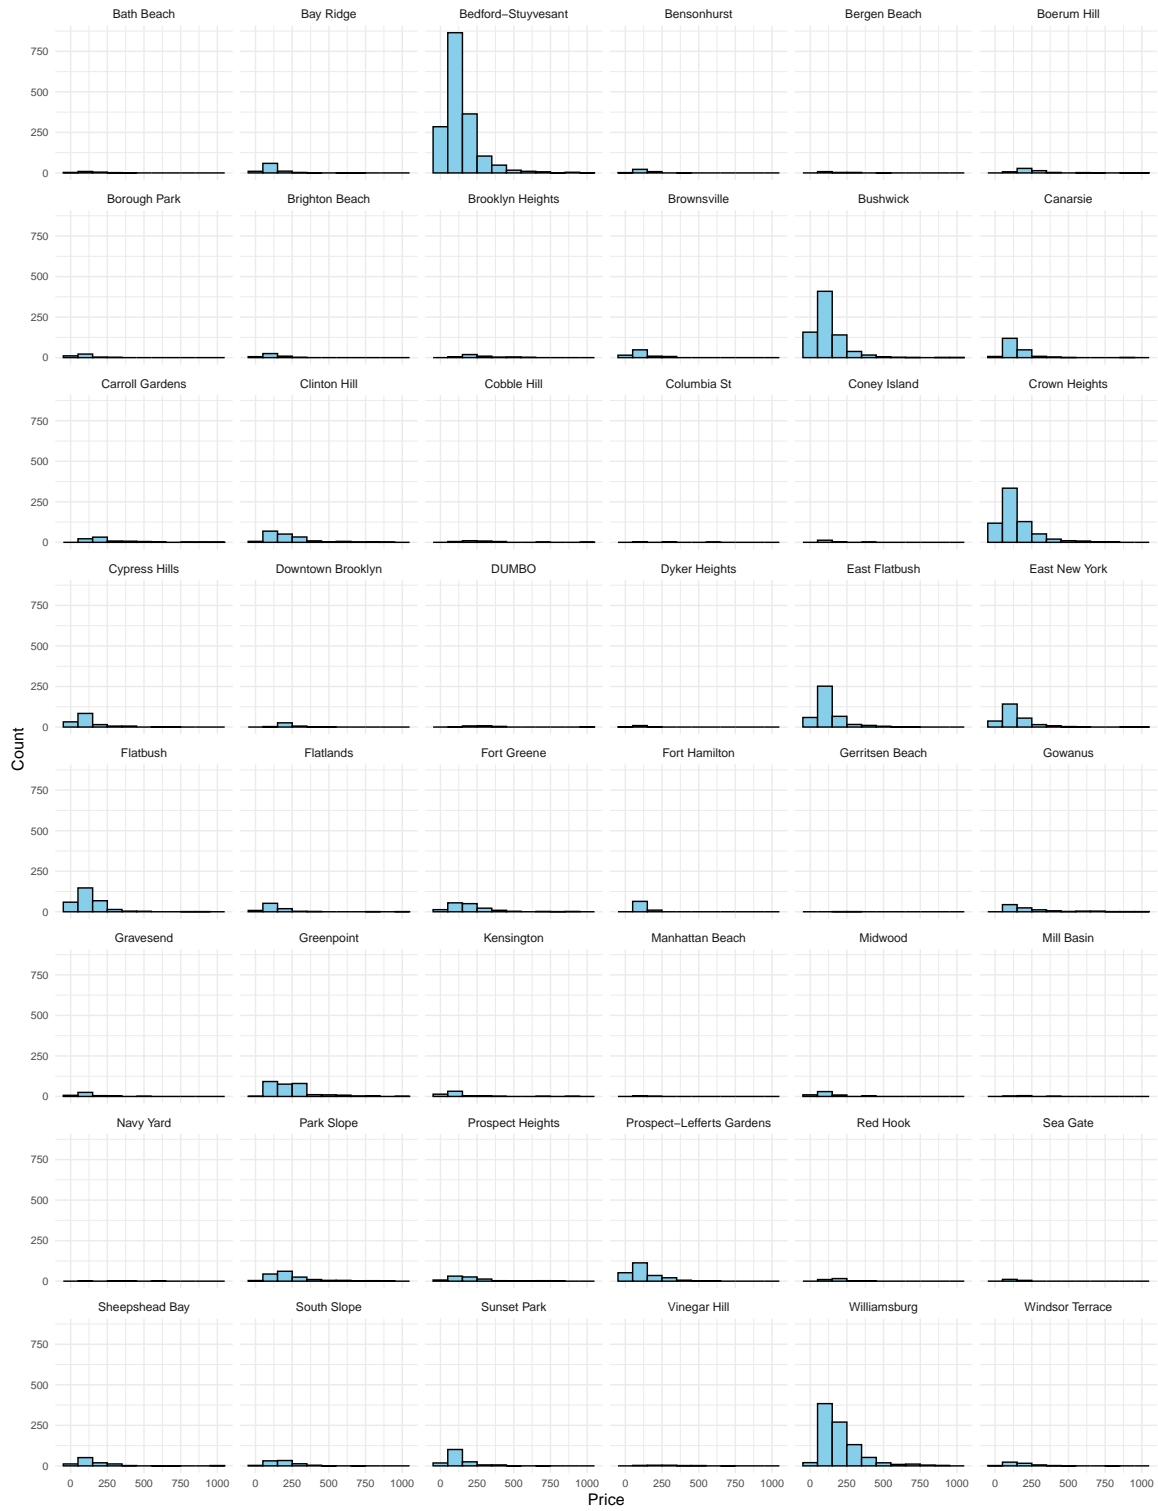 Bath Beach Bay Ridge Bedford−Stuyvesant Bensonhurst Bergen Beach Boerum Hill
750
500
250
0
Borough Park Brighton Beach Brooklyn Heights Brownsville Bushwick Canarsie
750
500
250
0
Carroll Gardens Clinton Hill Cobble Hill Columbia St Coney Island Crown Heights
750
500
250
0
Cypress Hills Downtown Brooklyn DUMBO Dyker Heights East Flatbush East New York
750
500
250
0
Count
Flatbush Flatlands Fort Greene Fort Hamilton Gerritsen Beach Gowanus
750
500
250
0
Gravesend Greenpoint Kensington Manhattan Beach Midwood Mill Basin
750
500
250
0
Navy Yard Park Slope Prospect Heights Prospect−Lefferts Gardens Red Hook Sea Gate
750
500
250
0
Sheepshead Bay South Slope Sunset Park Vinegar Hill Williamsburg Windsor Terrace
750
500
250
0
0 250 500 750 1000 0 250 500 750 1000 0 250 500 750 1000 0 250 500 750 1000 0 250 500 750 1000 0 250 500 750 1000
Price